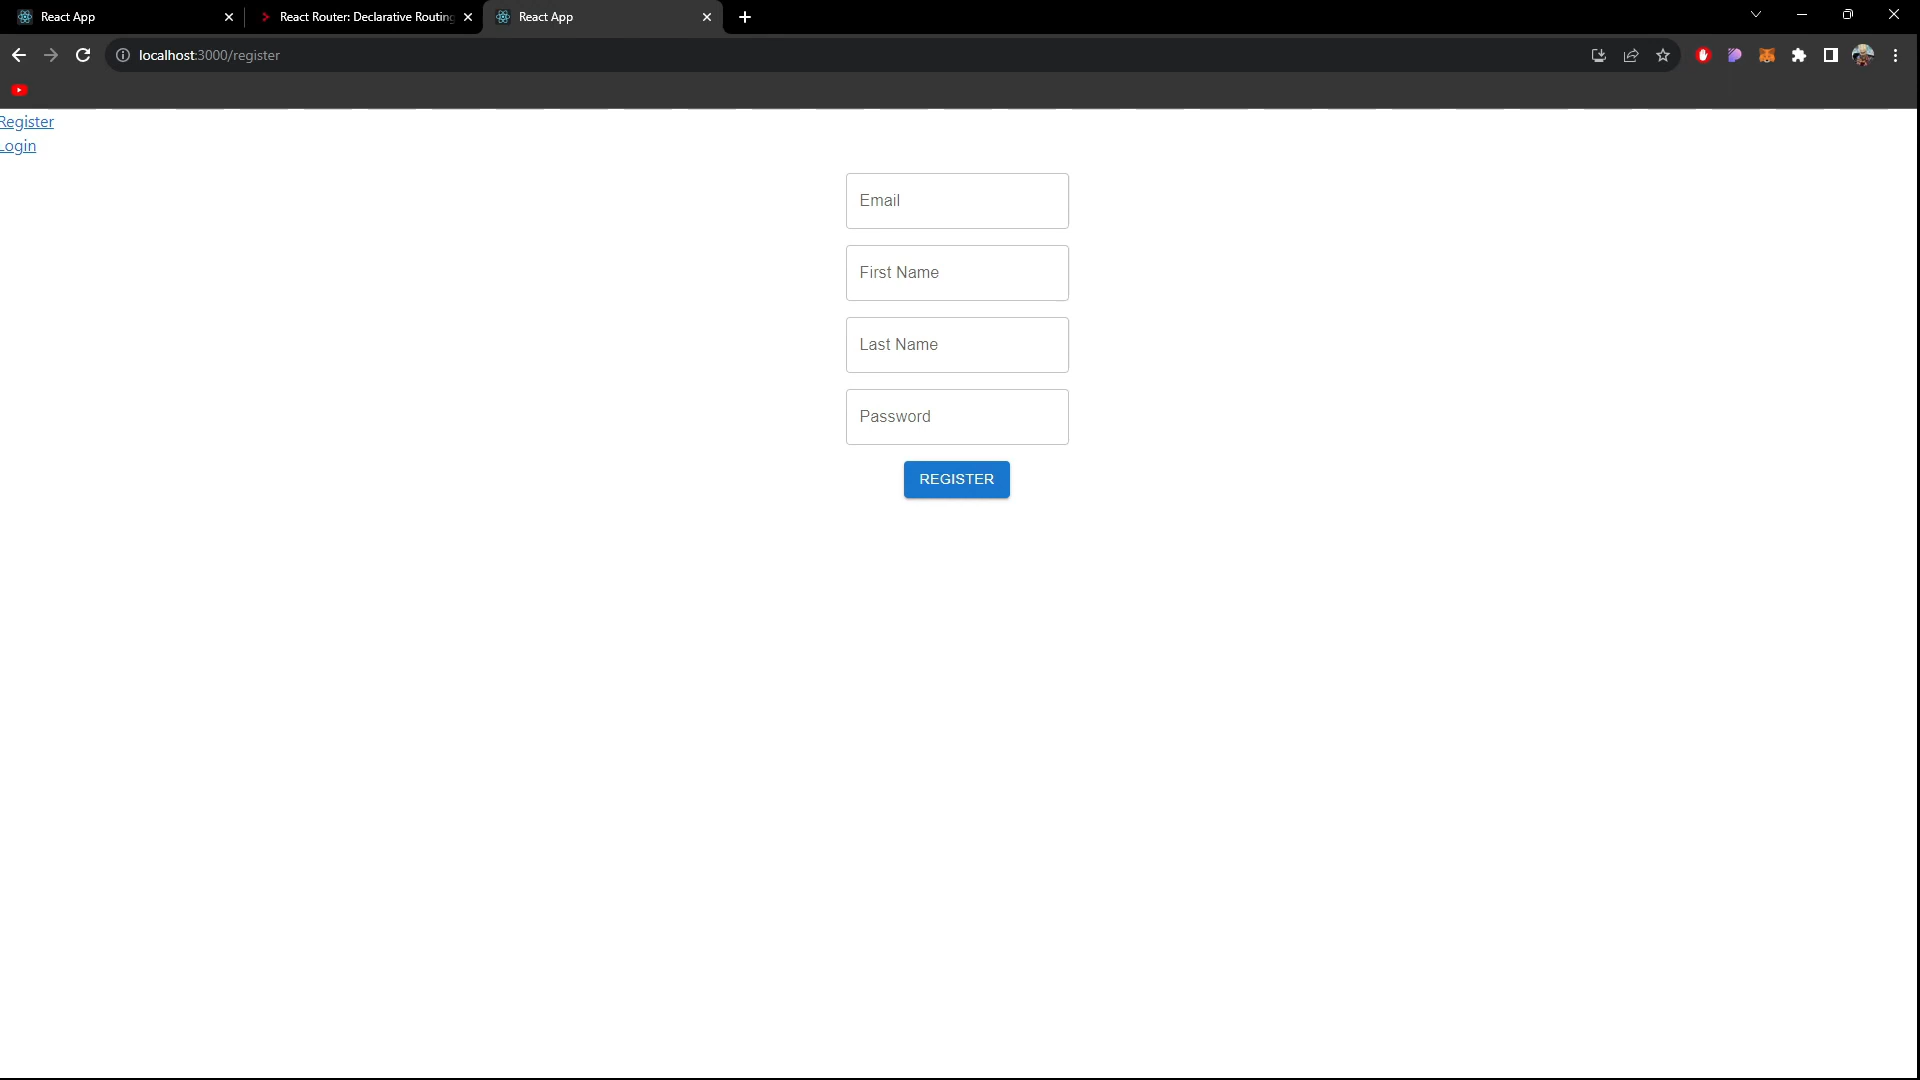 React App
React Router: Declarative Routing
React App
localhost:3000/register
Register
Login
Email
First Name
Last Name
Password
REGISTER